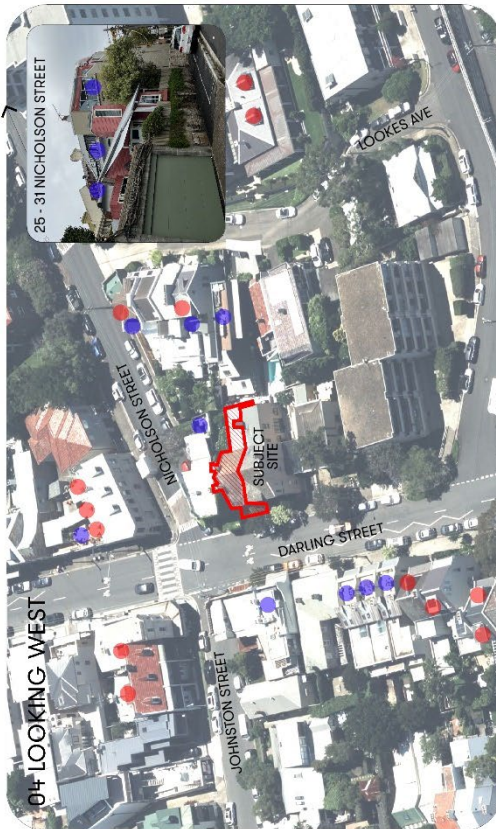 25 - 31 NICHOLSON STREET
LOOKES AVE
NICHOLSON STREET
SUBJECT
SITE
DARLING STREET
JOHNSTON STREET
04 LOOKING WEST